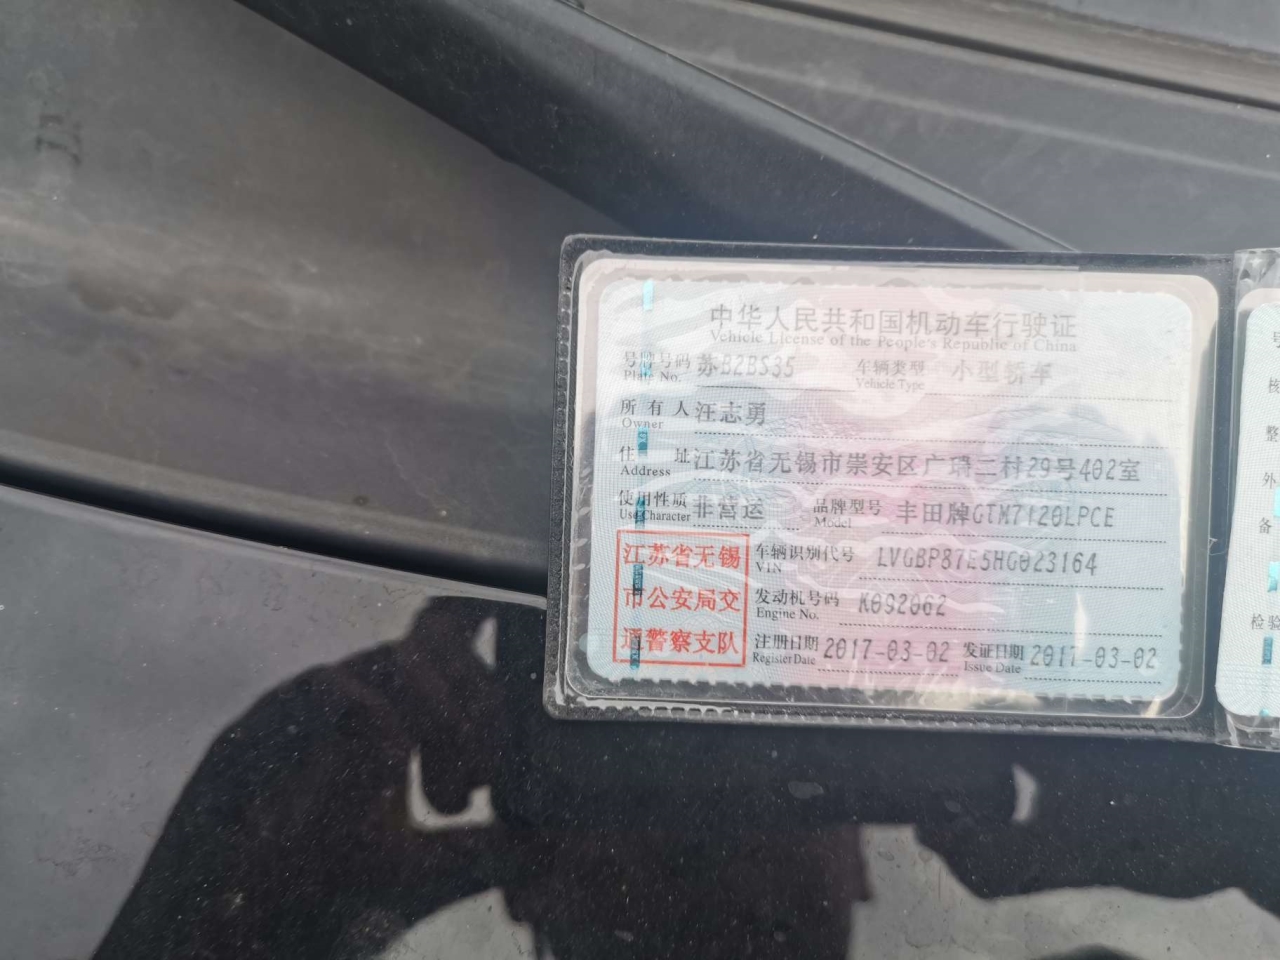 中华人民共和国机动车行驶证
Vehicle License of the People's Republic of China
号牌号码 苏B2BS35 车辆类型 小型轿车
Plate No. Vehicle Type
所有人 汪志勇
Owner
住址 江苏省无锡市崇安区广瑞二村29号402室
Address
使用性质 非营运 品牌型号 丰田牌GTM7120LPCE
Use Character Model
江苏省无锡 车辆识别代号 LVGBP87E5HG023164
VIN
市公安局交 发动机号码 K092062
Engine No.
通警察支队 注册日期 2017-03-02 发证日期 2017-03-02
Register Date Issue Date
号
核
整
外
备
检验